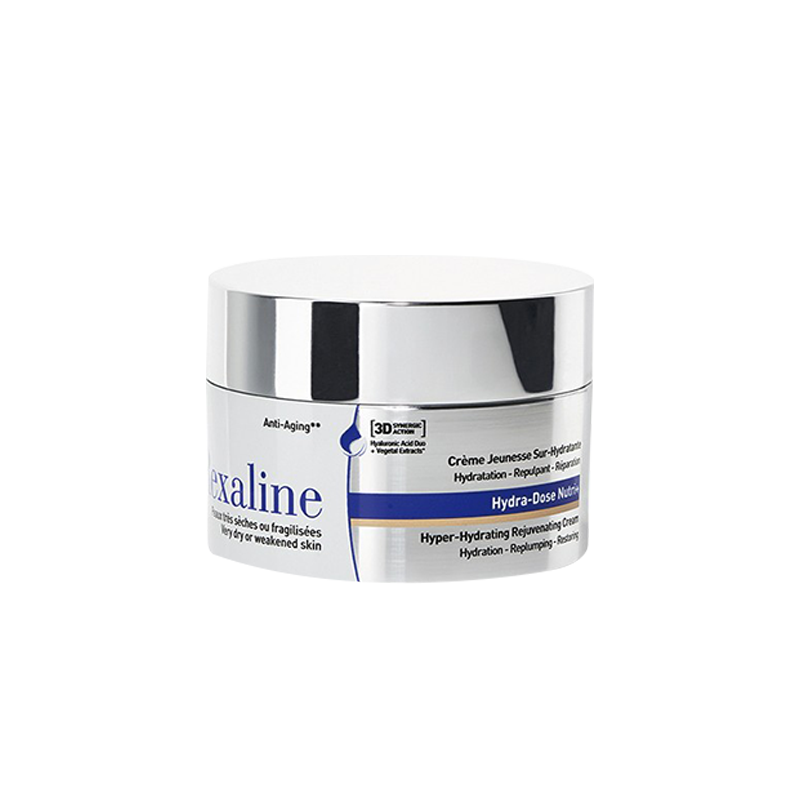 Anti-Aging**
exaline
Peaux très sèches ou fragilisées
Very dry or weakened skin
[3D SYNERGIC ACTION]
Hyaluronic Acid Duo
+ Vegetal Extracts*
Crème Jeunesse Sur-Hydratante
Hydratation - Repulpant - Réparation
Hydra-Dose Nutri+
Hyper-Hydrating Rejuvenating Cream
Hydration - Replumping - Restoring